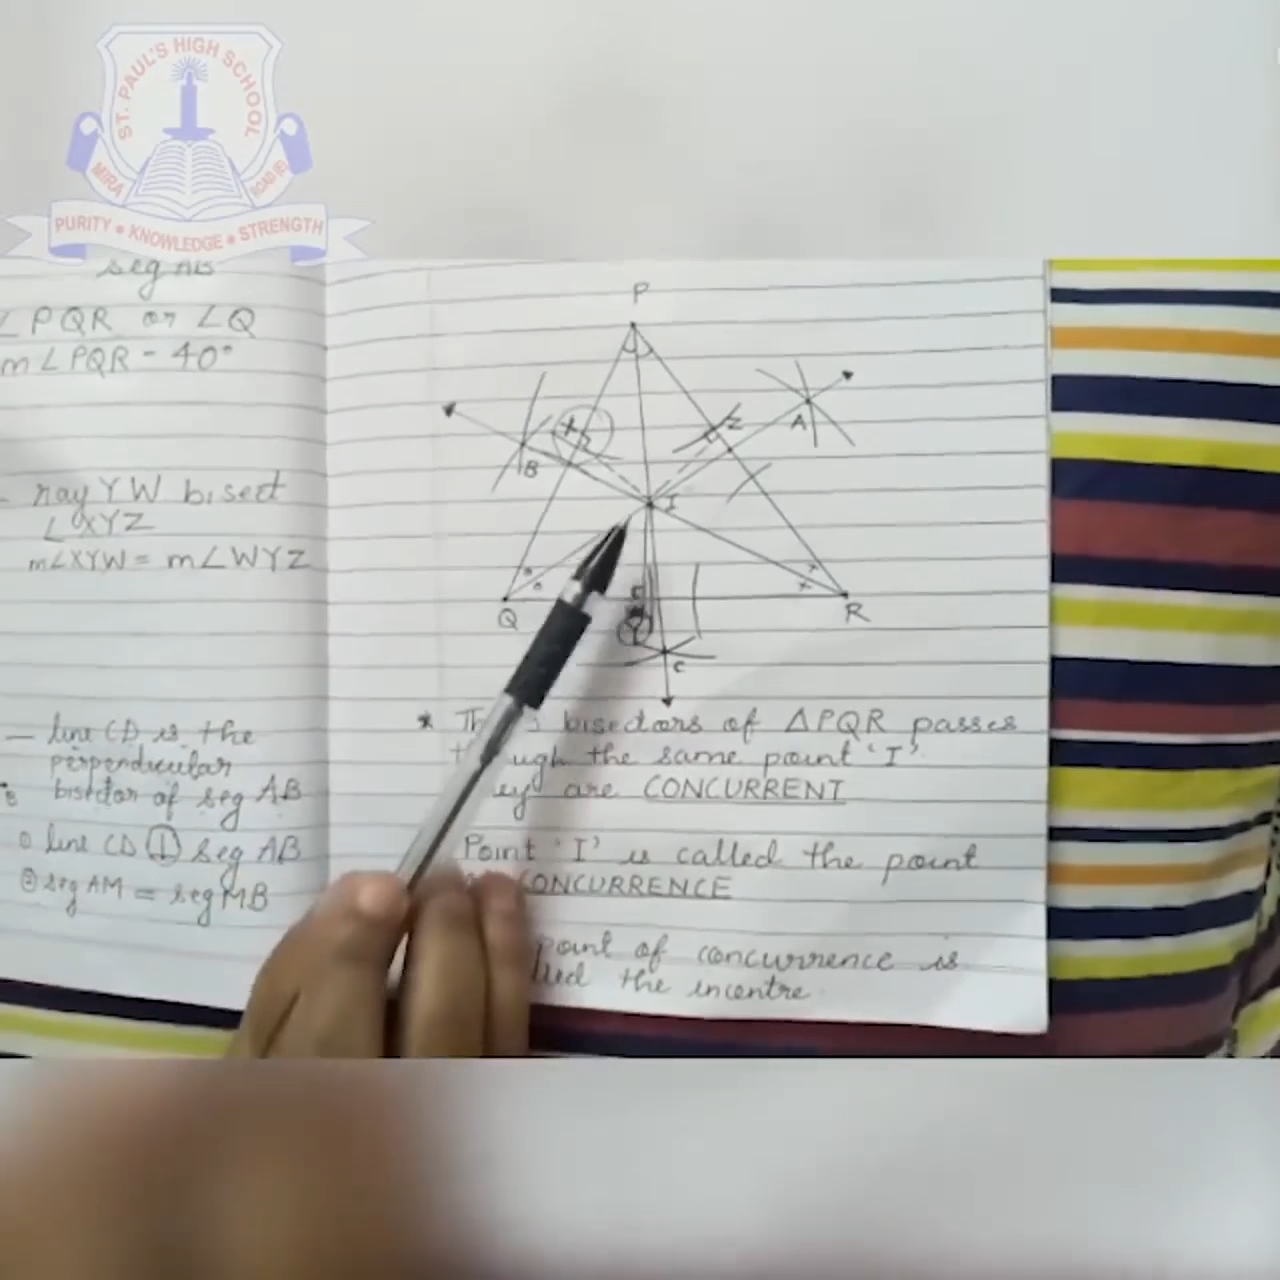 ST. PAUL'S HIGH SCHOOL
MIRA ROAD (E)
PURITY • KNOWLEDGE • STRENGTH
seg AB
∠PQR or ∠Q
m∠PQR - 40°
- ray YW bisect
∠XYZ
m∠XYW = m∠WYZ
— line CD is the
perpendicular
bisector of seg AB
① line CD ⊥ seg AB
② seg AM = seg MB
P
X
Z
A
B
I
Q
R
Y
C
* bisectors of △PQR passes
the same point 'I'.
are CONCURRENT
Point 'I' is called the point
CONCURRENCE
point of concurrence is
the incentre